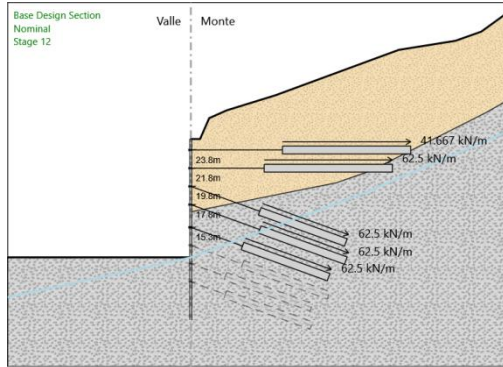 Base Design Section
Nominal
Stage 12
Valle
Monte
41.667 kN/m
23.8m
62.5 kN/m
21.8m
19.8m
17.6m
15.3m
62.5 kN/m
62.5 kN/m
62.5 kN/m